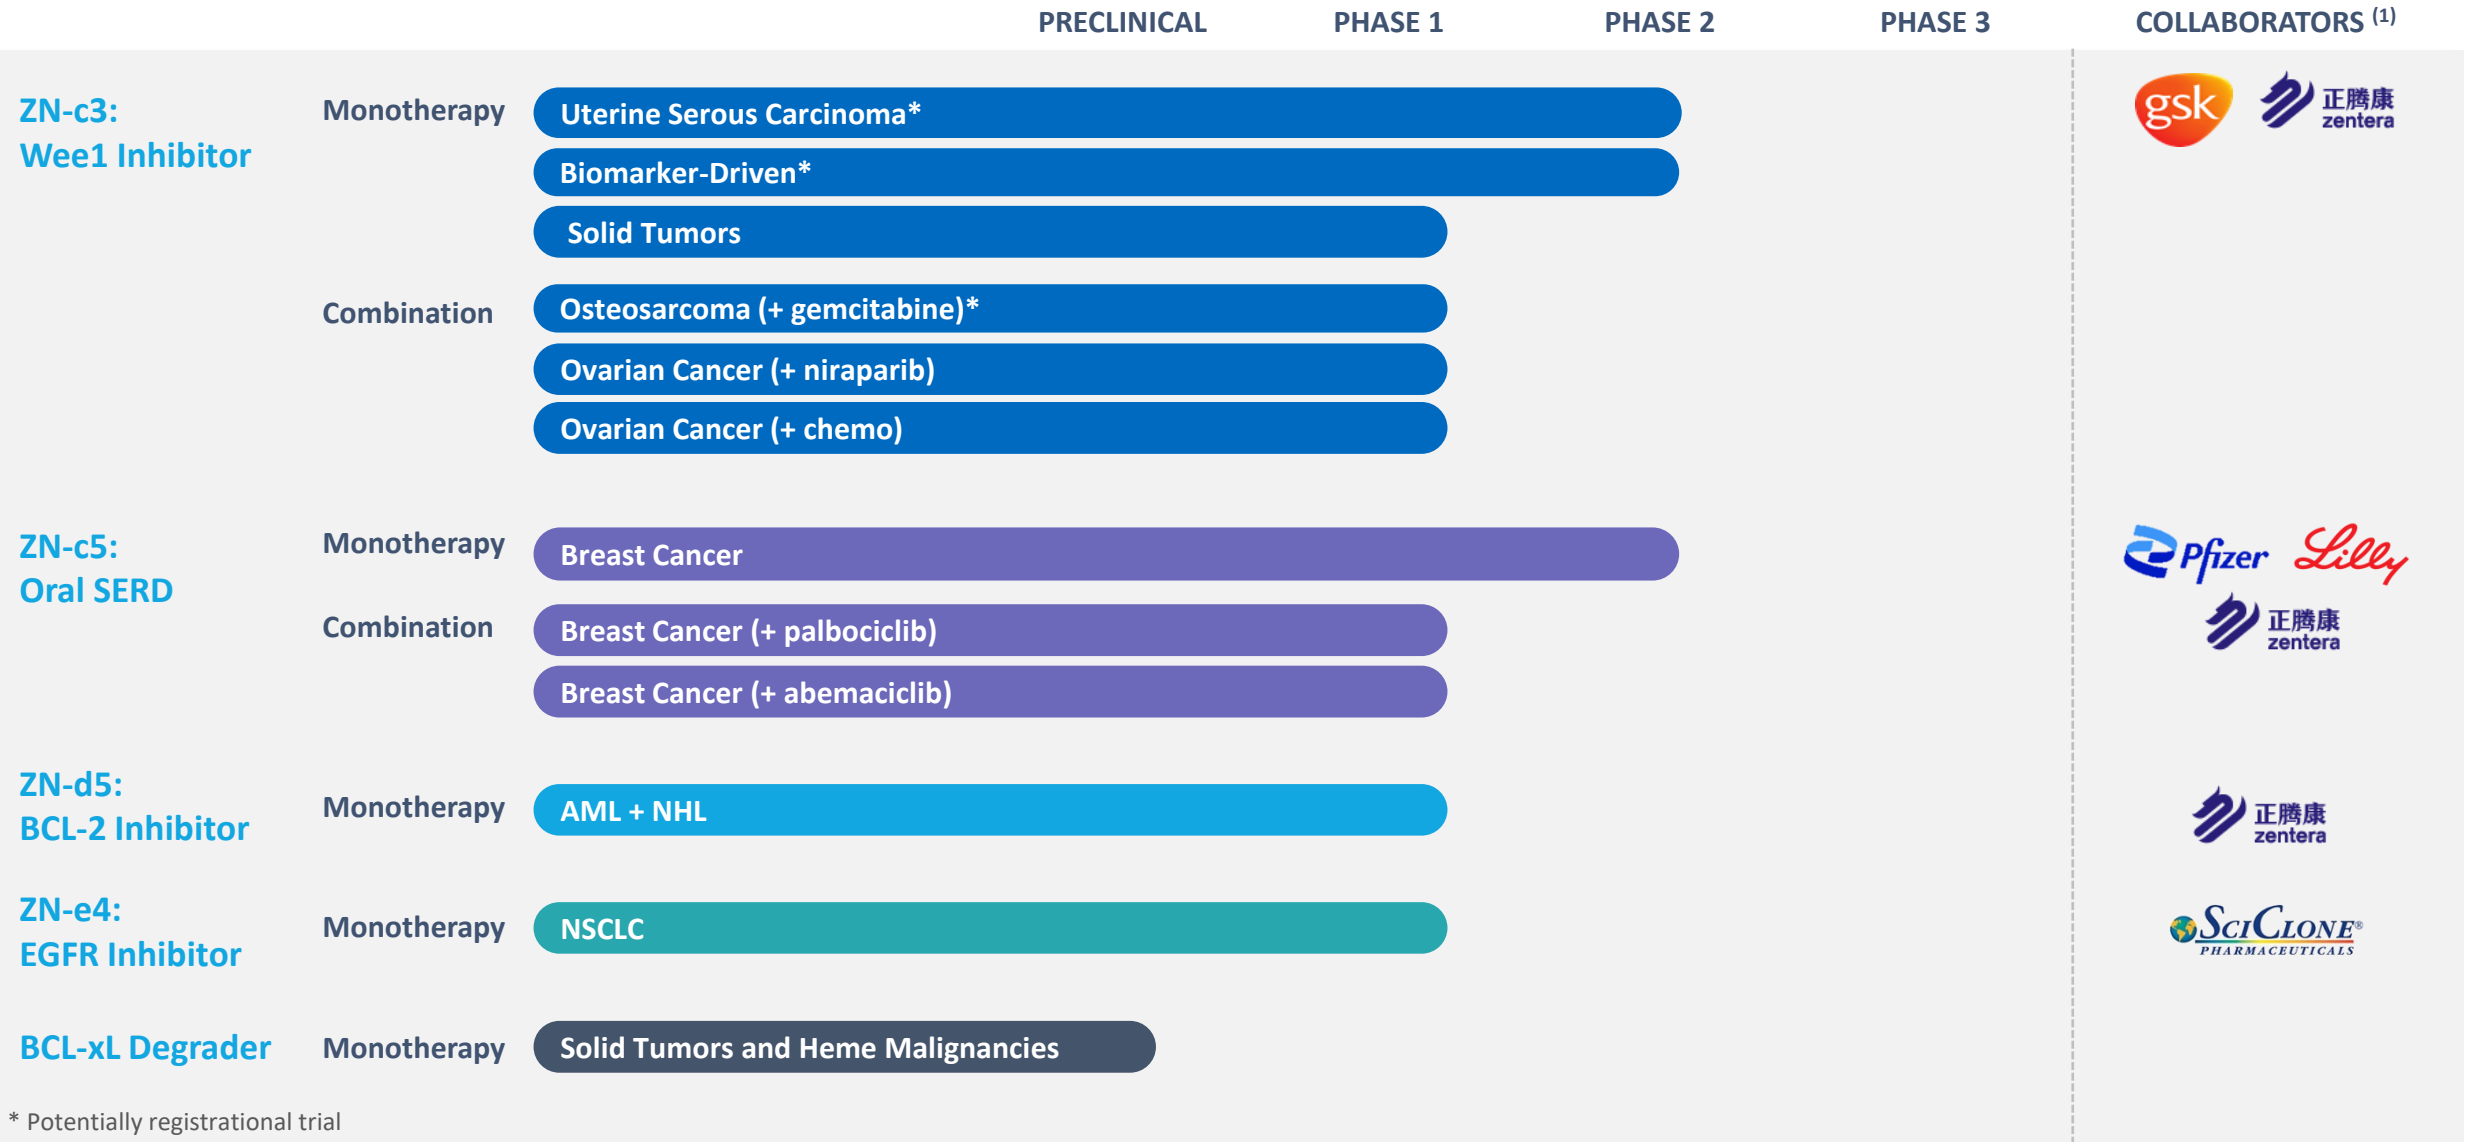 PRECLINICAL PHASE 1 PHASE 2 PHASE 3 COLLABORATORS (1)
ZN-c3:
Wee1 Inhibitor
Monotherapy
Uterine Serous Carcinoma*
Biomarker-Driven*
Solid Tumors
Combination
Osteosarcoma (+ gemcitabine)*
Ovarian Cancer (+ niraparib)
Ovarian Cancer (+ chemo)
gsk
正腾康
zentera
ZN-c5:
Oral SERD
Monotherapy
Breast Cancer
Combination
Breast Cancer (+ palbociclib)
Breast Cancer (+ abemaciclib)
Pfizer
Lilly
正腾康
zentera
ZN-d5:
BCL-2 Inhibitor
Monotherapy
AML + NHL
正腾康
zentera
ZN-e4:
EGFR Inhibitor
Monotherapy
NSCLC
SCICLONE®
PHARMACEUTICALS
BCL-xL Degrader
Monotherapy
Solid Tumors and Heme Malignancies
* Potentially registrational trial